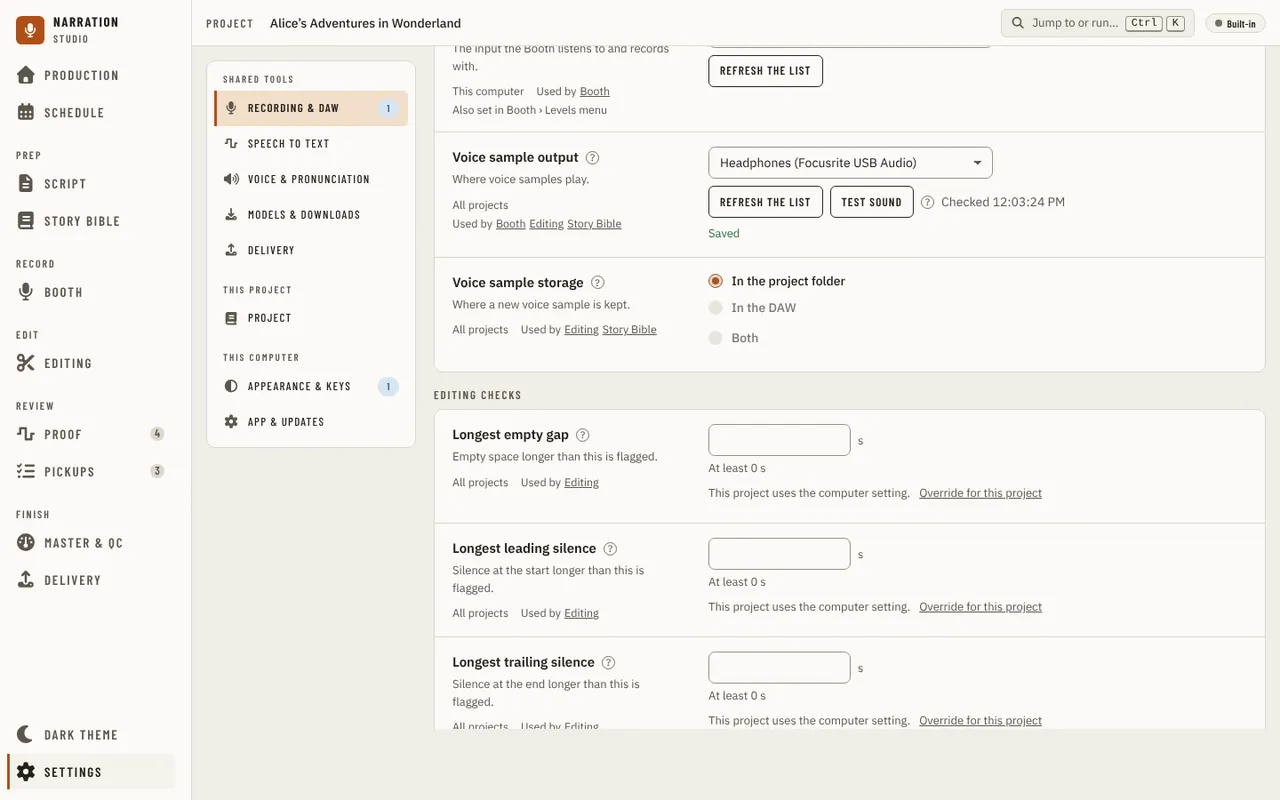 NARRATION
STUDIO
PRODUCTION
SCHEDULE
PREP
SCRIPT
STORY BIBLE
RECORD
BOOTH
EDIT
EDITING
REVIEW
PROOF 4
PICKUPS 3
FINISH
MASTER & QC
DELIVERY
DARK THEME
SETTINGS
PROJECT Alice’s Adventures in Wonderland
Jump to or run… Ctrl K
Built-in
SHARED TOOLS
RECORDING & DAW 1
SPEECH TO TEXT
VOICE & PRONUNCIATION
MODELS & DOWNLOADS
DELIVERY
THIS PROJECT
PROJECT
THIS COMPUTER
APPEARANCE & KEYS 1
APP & UPDATES
The input the Booth listens to and records
with.
This computer Used by Booth
Also set in Booth › Levels menu
REFRESH THE LIST
Voice sample output ?
Where voice samples play.
All projects
Used by Booth Editing Story Bible
Headphones (Focusrite USB Audio)
REFRESH THE LIST TEST SOUND ? Checked 12:03:24 PM
Saved
Voice sample storage ?
Where a new voice sample is kept.
All projects Used by Editing Story Bible
In the project folder
In the DAW
Both
EDITING CHECKS
Longest empty gap ?
Empty space longer than this is flagged.
All projects Used by Editing
s
At least 0 s
This project uses the computer setting. Override for this project
Longest leading silence ?
Silence at the start longer than this is
flagged.
All projects Used by Editing
s
At least 0 s
This project uses the computer setting. Override for this project
Longest trailing silence ?
Silence at the end longer than this is
flagged.
All projects Used by Editing
s
At least 0 s
This project uses the computer setting. Override for this project